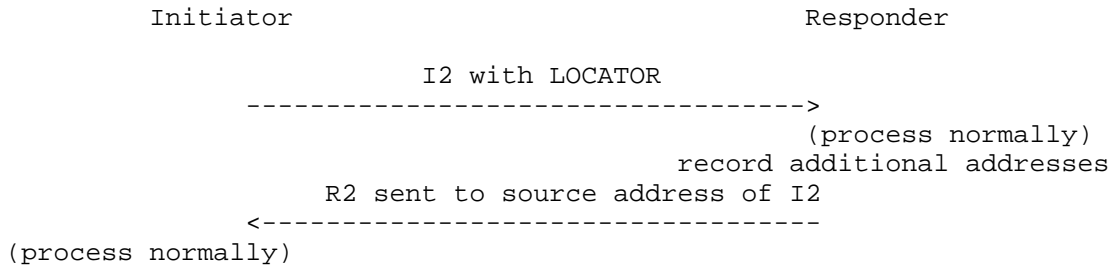 Initiator Responder
I2 with LOCATOR
----------------------------------->
(process normally)
record additional addresses
R2 sent to source address of I2
<-----------------------------------
(process normally)